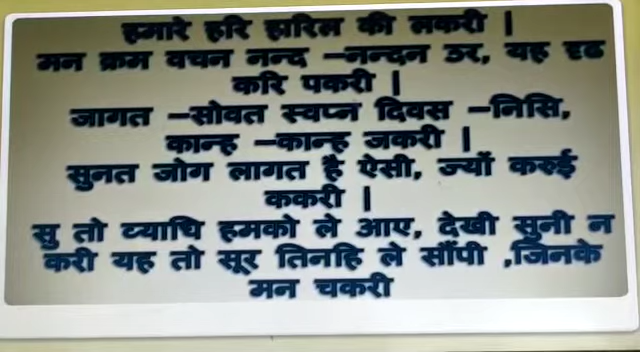 हमारे हरि हारिल की लकरी |
मन क्रम वचन नन्द –नन्दन उर, यह दृढ
करि पकरी |
जागत –सोवत स्वप्न दिवस –निसि,
कान्ह –कान्ह जकरी |
सुनत जोग लागत है ऐसी, ज्यों करुई
ककरी |
सु तो व्याधि हमको ले आए, देखी सुनी न
करी यह तो सूर तिनहि ले सौंपी ,जिनके
मन चकरी